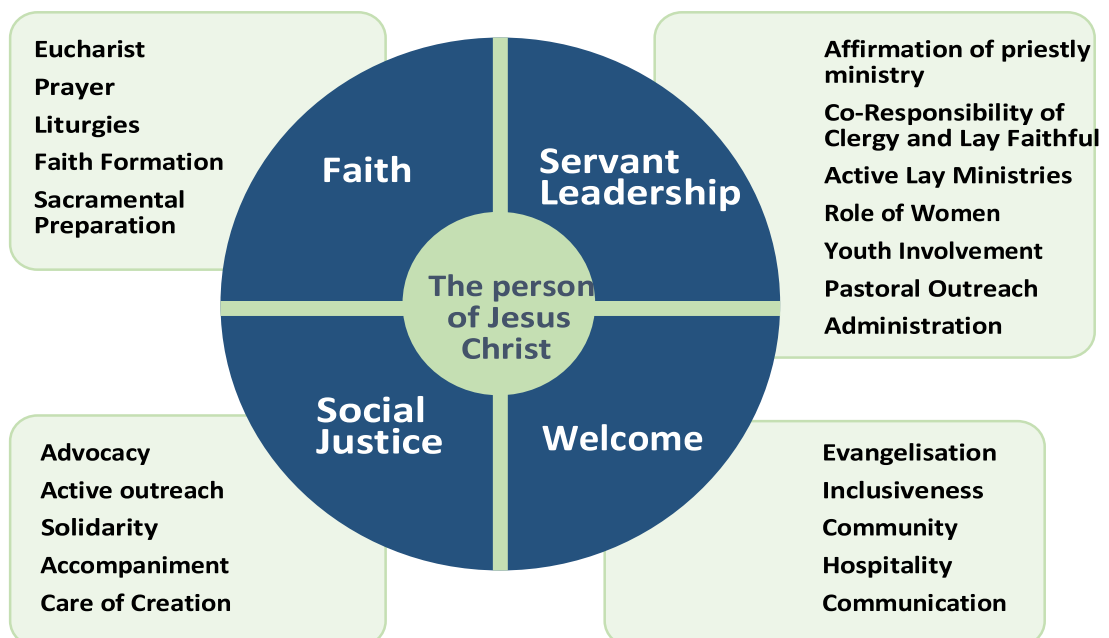 Eucharist
Prayer
Liturgies
Faith Formation
Sacramental
Preparation
Faith
Servant
Leadership
Affirmation of priestly
ministry
Co-Responsibility of
Clergy and Lay Faithful
Active Lay Ministries
Role of Women
Youth Involvement
Pastoral Outreach
Administration
The person
of Jesus
Christ
Social
Justice
Advocacy
Active outreach
Solidarity
Accompaniment
Care of Creation
Welcome
Evangelisation
Inclusiveness
Community
Hospitality
Communication